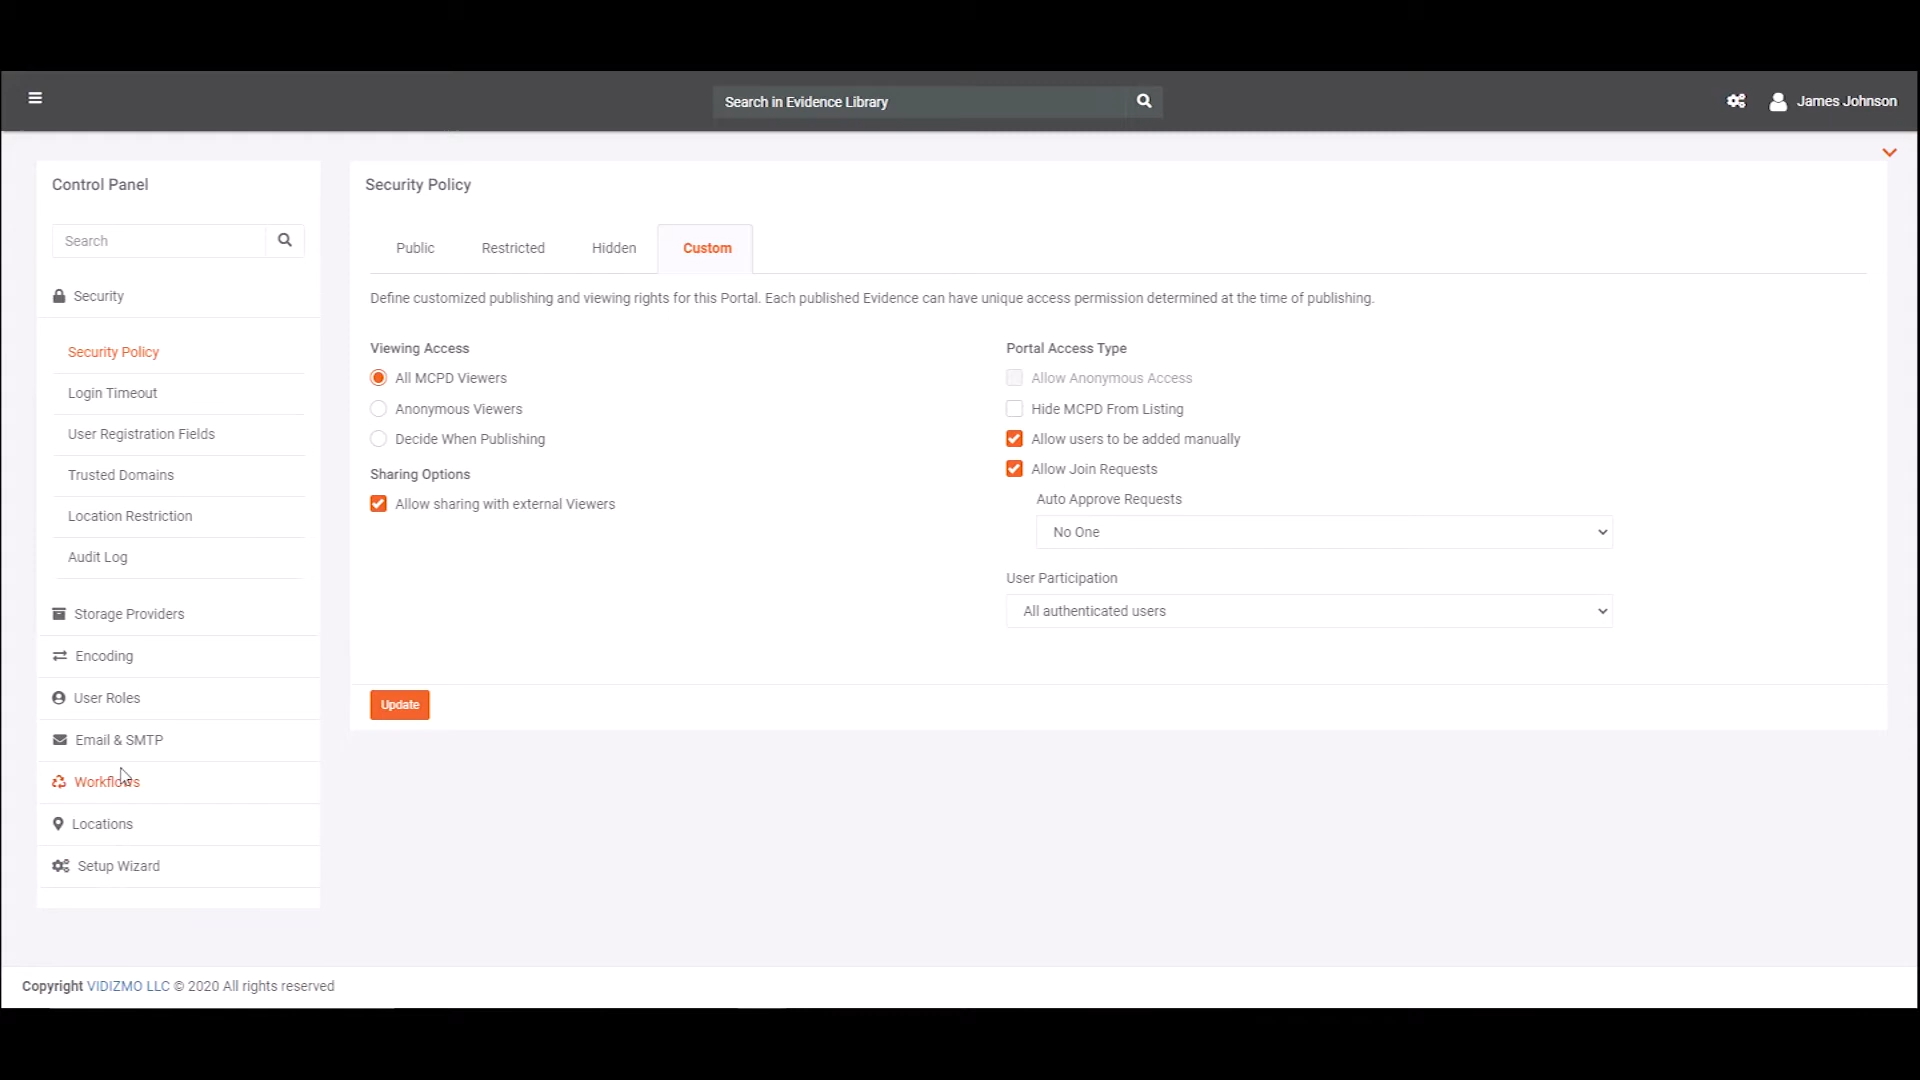 Search in Evidence Library
James Johnson
Control Panel
Search
Security
Security Policy
Login Timeout
User Registration Fields
Trusted Domains
Location Restriction
Audit Log
Storage Providers
Encoding
User Roles
Email & SMTP
Workflows
Locations
Setup Wizard
Security Policy
Public Restricted Hidden Custom
Define customized publishing and viewing rights for this Portal. Each published Evidence can have unique access permission determined at the time of publishing.
Viewing Access
All MCPD Viewers
Anonymous Viewers
Decide When Publishing
Sharing Options
Allow sharing with external Viewers
Portal Access Type
Allow Anonymous Access
Hide MCPD From Listing
Allow users to be added manually
Allow Join Requests
Auto Approve Requests
No One
User Participation
All authenticated users
Update
Copyright VIDIZMO LLC © 2020 All rights reserved